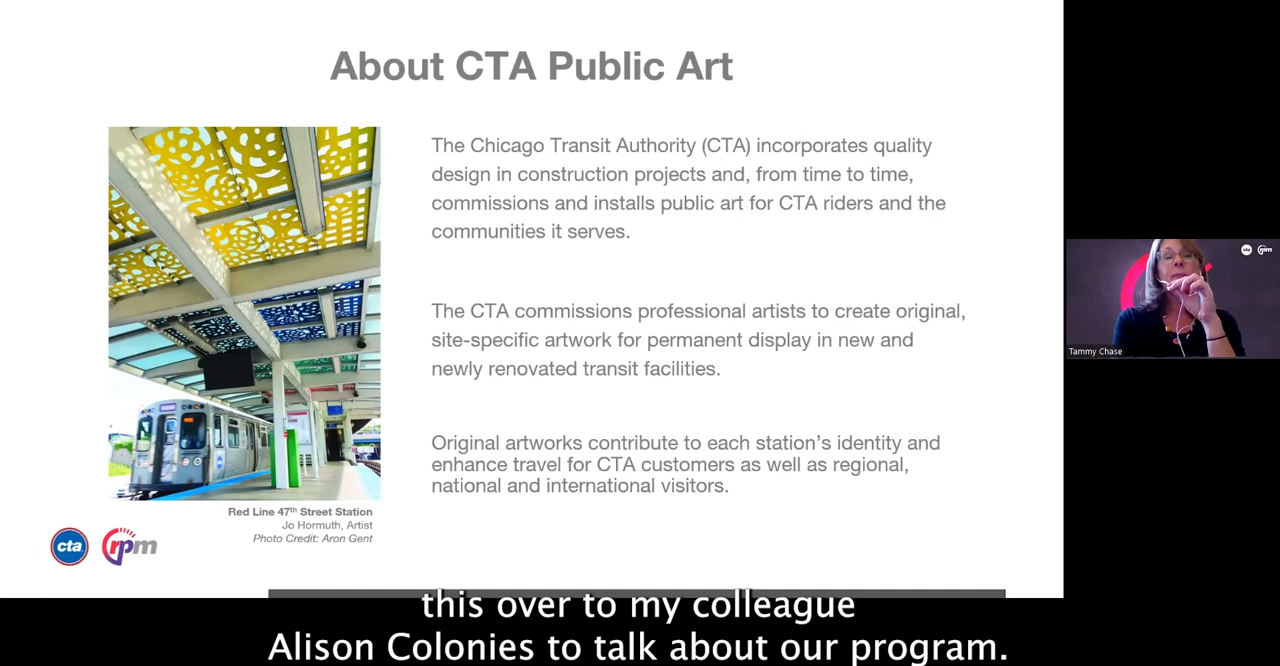 About CTA Public Art
The Chicago Transit Authority (CTA) incorporates quality
design in construction projects and, from time to time,
commissions and installs public art for CTA riders and the
communities it serves.
The CTA commissions professional artists to create original,
site-specific artwork for permanent display in new and
newly renovated transit facilities.
Original artworks contribute to each station's identity and
enhance travel for CTA customers as well as regional,
national and international visitors.
Red Line 47th Street Station
Jo Hormuth, Artist
Photo Credit: Aron Gent
cta
rpm
cta
rpm
Tammy Chase
this over to my colleague
Alison Colonies to talk about our program.